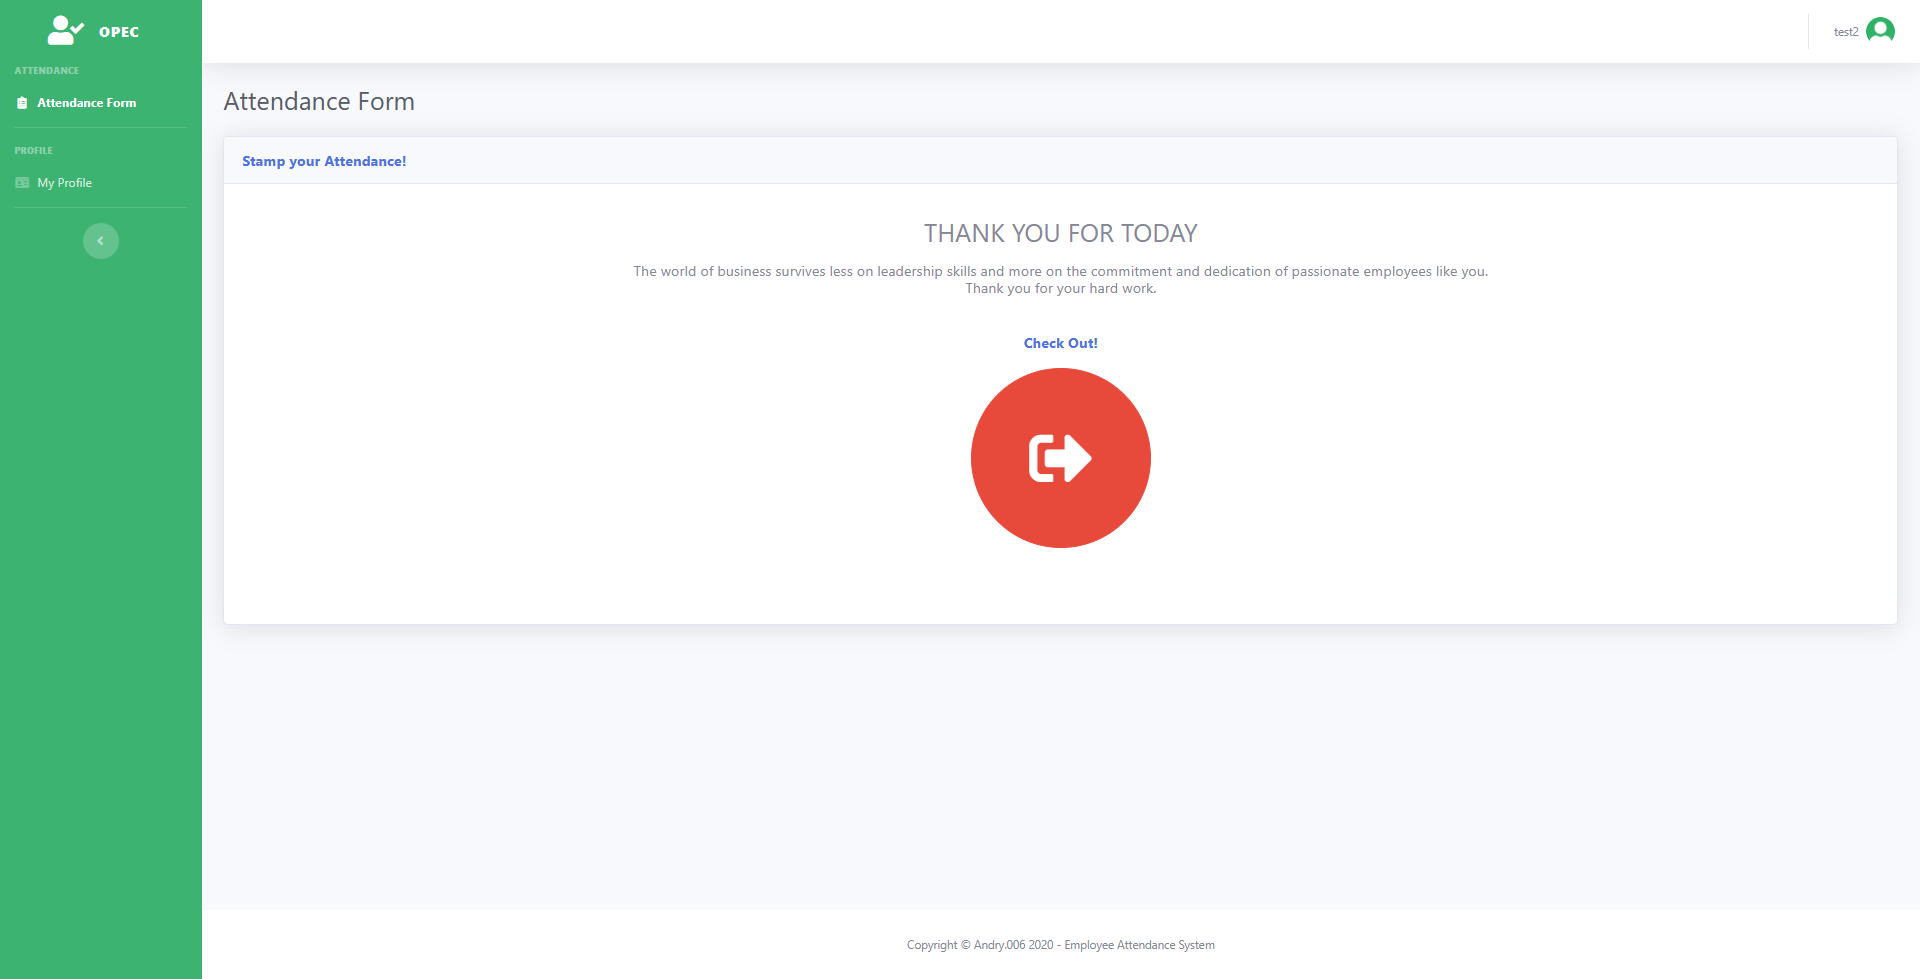 OPEC
ATTENDANCE
Attendance Form
PROFILE
My Profile
test2
Attendance Form
Stamp your Attendance!
THANK YOU FOR TODAY
The world of business survives less on leadership skills and more on the commitment and dedication of passionate employees like you.
Thank you for your hard work.
Check Out!
Copyright © Andry.006 2020 - Employee Attendance System